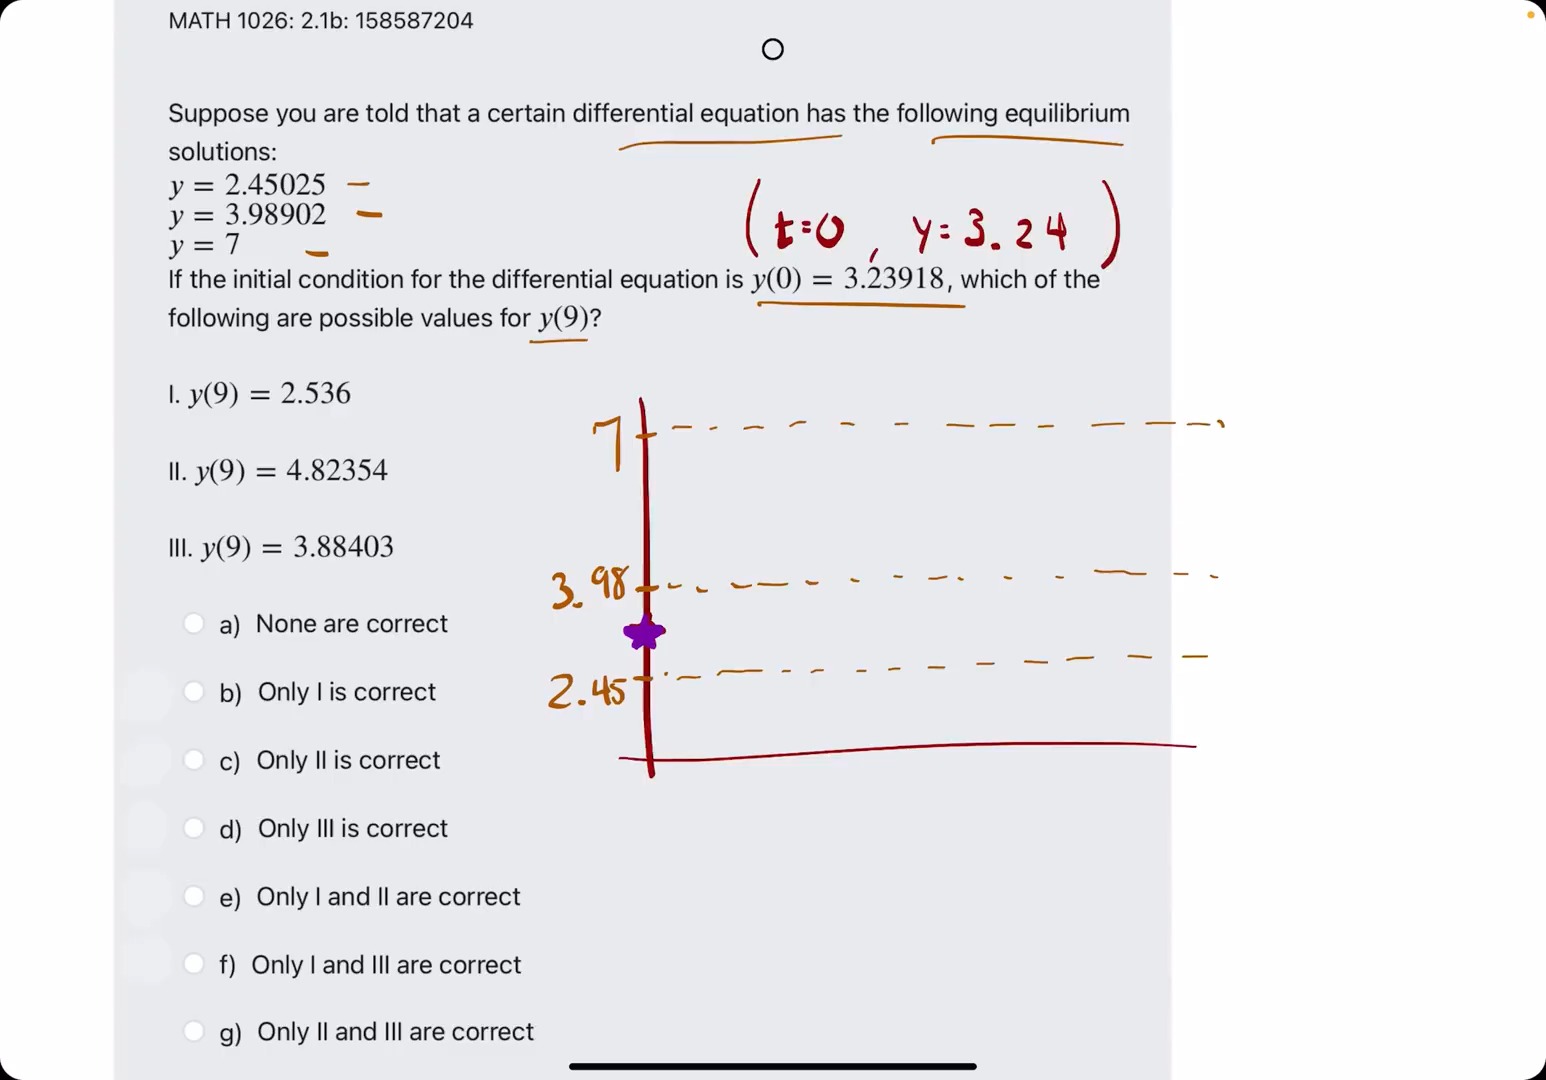 MATH 1026: 2.1b: 158587204
Suppose you are told that a certain differential equation has the following equilibrium
solutions:
y = 2.45025
y = 3.98902
y = 7
(t=0, y=3.24)
If the initial condition for the differential equation is y(0) = 3.23918, which of the
following are possible values for y(9)?
I. y(9) = 2.536
II. y(9) = 4.82354
III. y(9) = 3.88403
7
3.98
2.45
a) None are correct
b) Only I is correct
c) Only II is correct
d) Only III is correct
e) Only I and II are correct
f) Only I and III are correct
g) Only II and III are correct